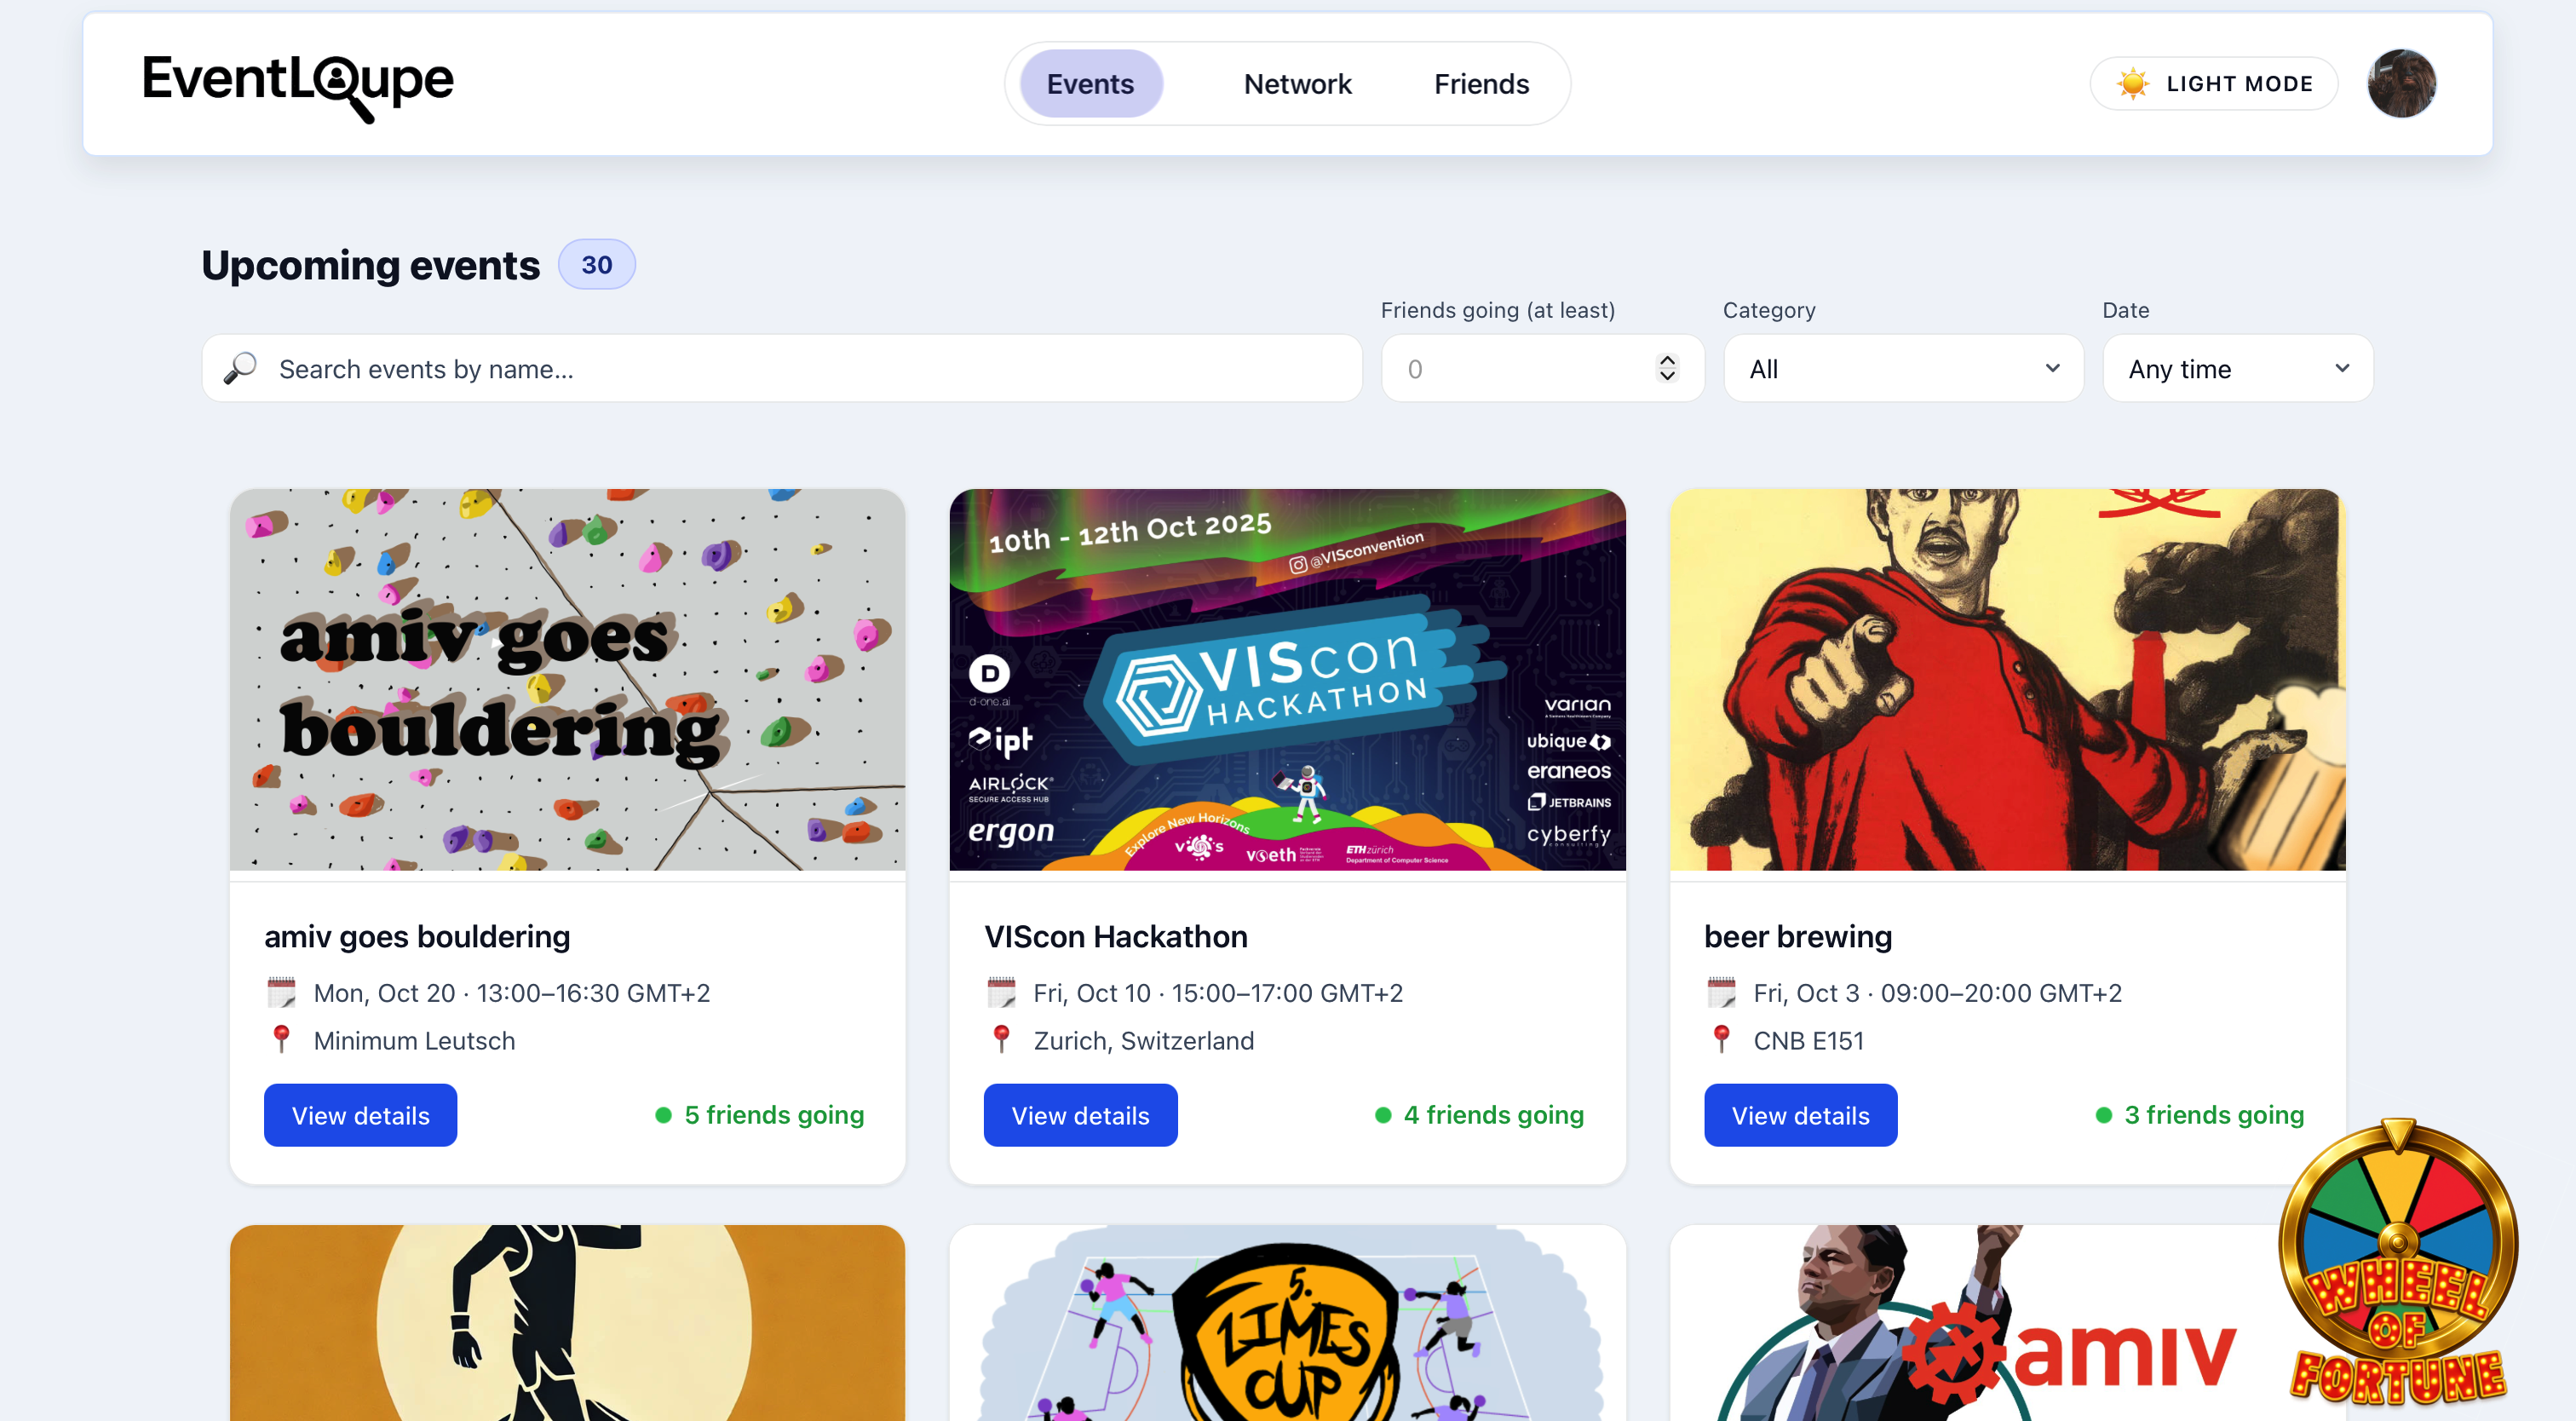 EventLoupe
Events
Network
Friends
LIGHT MODE
Upcoming events
30
Friends going (at least)
Category
Date
Search events by name...
0
All
Any time
amiv goes
bouldering
10th - 12th Oct 2025
@VISconvention
VIScon
HACKATHON
D
d-one.ai
ipt
AIRLOCK
SECURE ACCESS HUB
ergon
varian
A Siemens Healthineers Company
ubique
eraneos
JETBRAINS
cyberfy
consulting
Explore New Horizons
vis
vseth
ETH zürich
Department of Computer Science
amiv goes bouldering
Mon, Oct 20 · 13:00–16:30 GMT+2
Minimum Leutsch
View details
5 friends going
VIScon Hackathon
Fri, Oct 10 · 15:00–17:00 GMT+2
Zurich, Switzerland
View details
4 friends going
beer brewing
Fri, Oct 3 · 09:00–20:00 GMT+2
CNB E151
View details
3 friends going
5.
LIMES
CUP
amiv
WHEEL
OF
FORTUNE